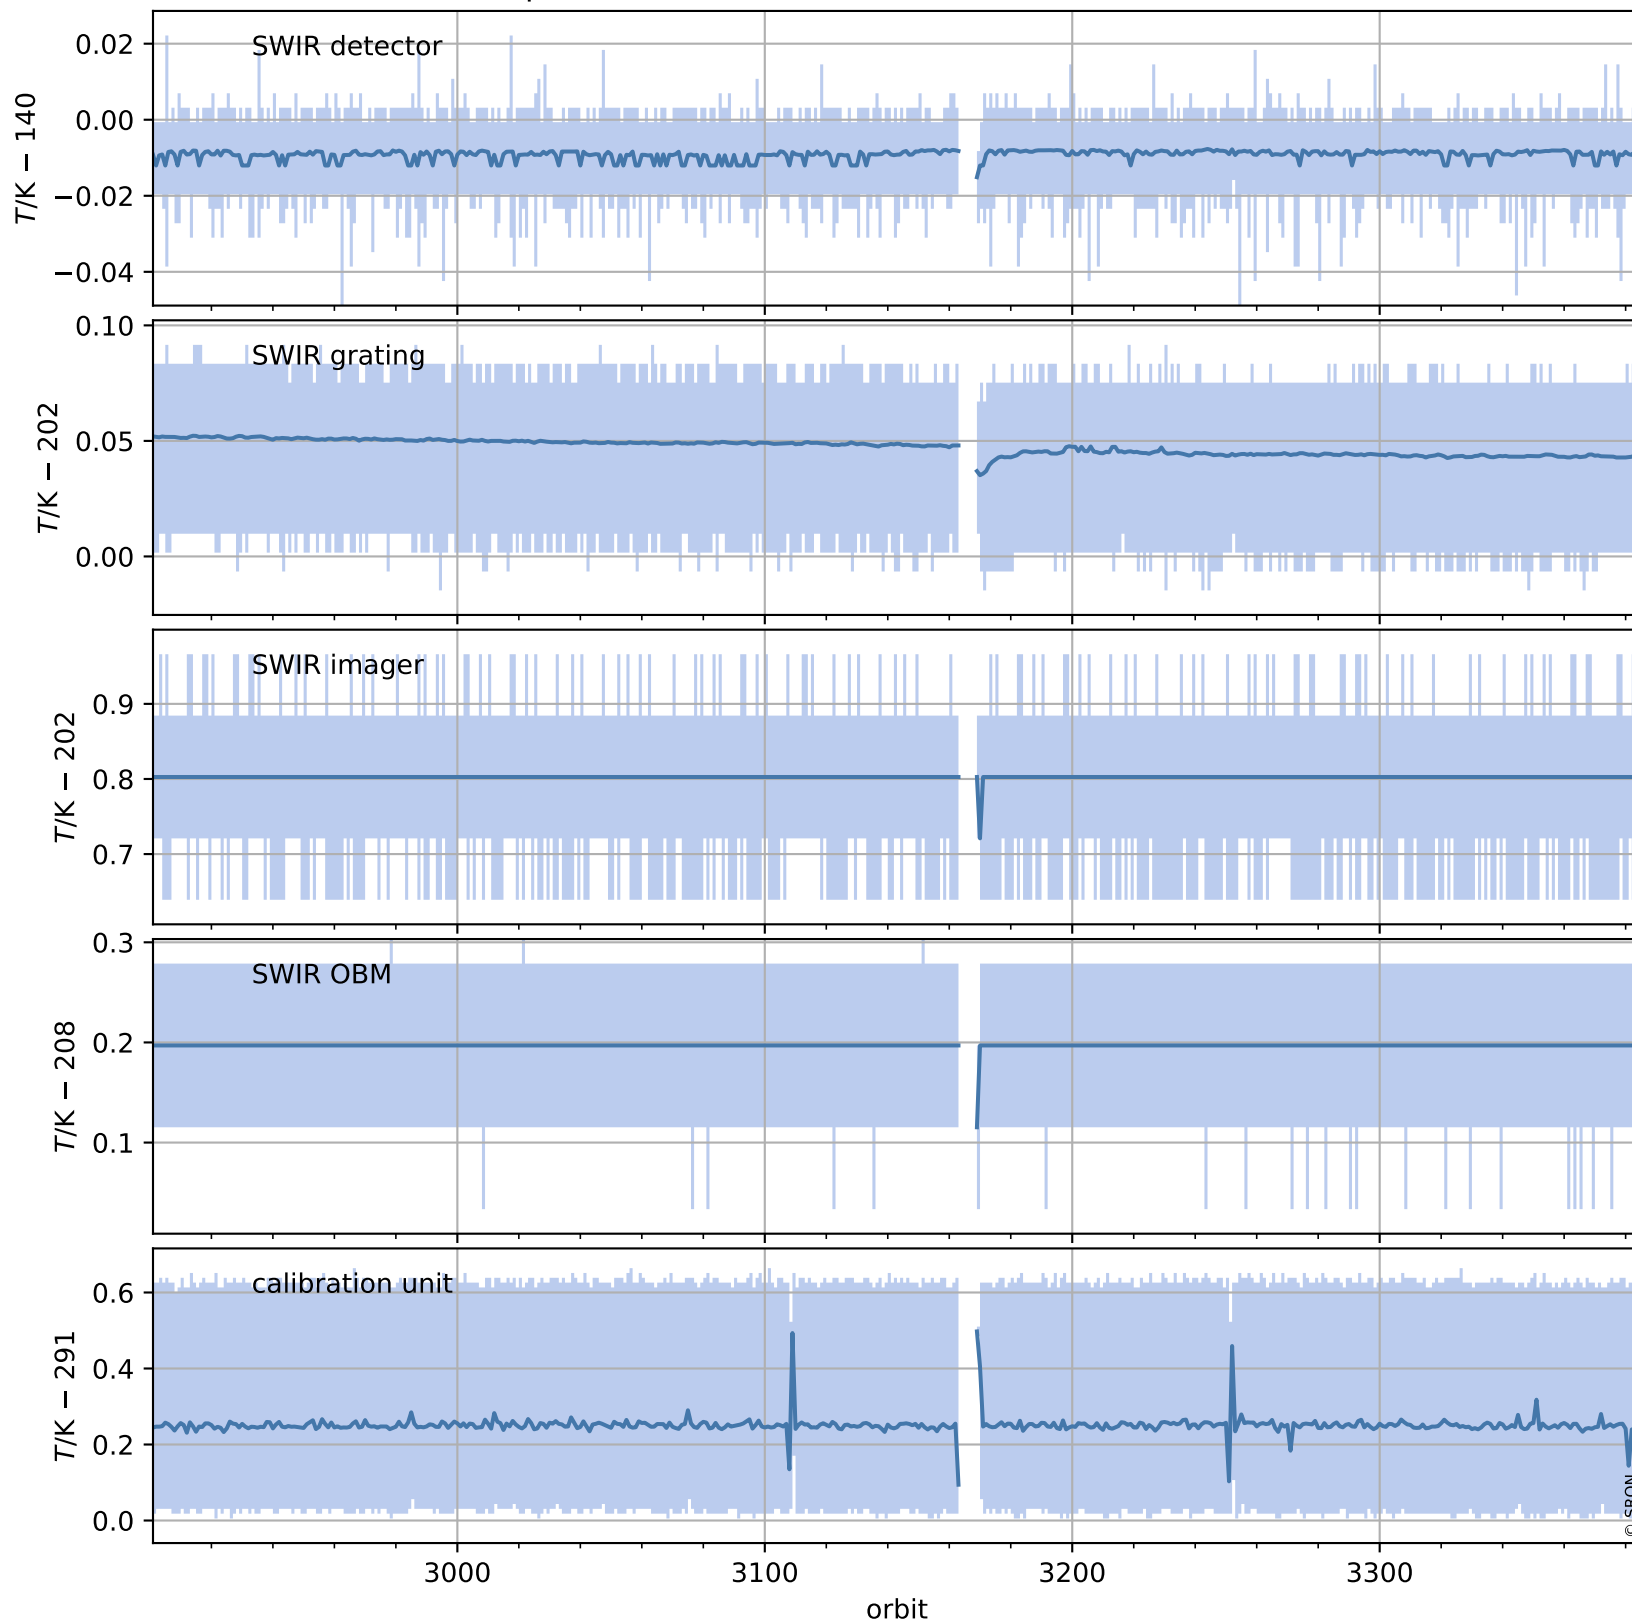 SWIR detector
T/K − 140
0.02
0.00
−0.02
−0.04
SWIR grating
T/K − 202
0.10
0.05
0.00
SWIR imager
T/K − 202
0.9
0.8
0.7
SWIR OBM
T/K − 208
0.3
0.2
0.1
calibration unit
T/K − 291
0.6
0.4
0.2
0.0
3000 3100 3200 3300
orbit
© SRON